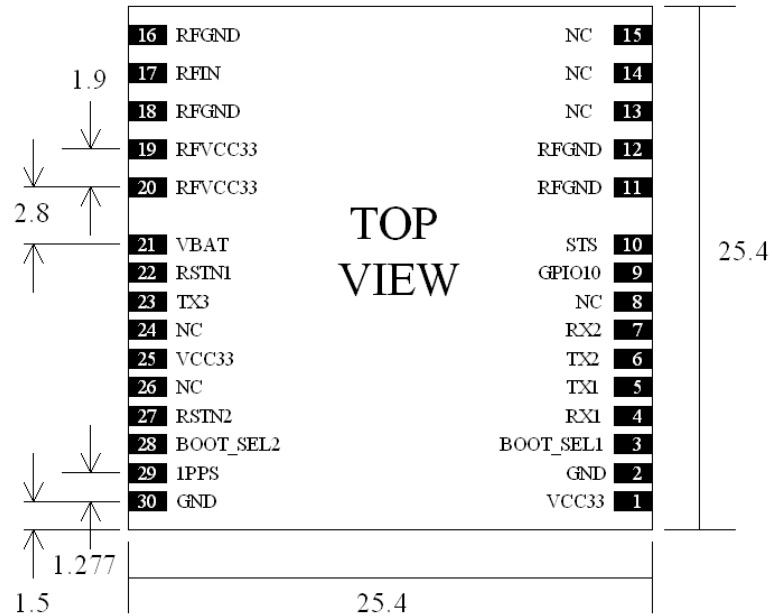 16 RFGND NC 15
17 RFIN NC 14
1.9
18 RFGND NC 13
19 RFVCC33 RFGND 12
20 RFVCC33 RFGND 11
2.8
TOP
VIEW
21 VBAT STS 10
25.4
22 RSTN1 GPIO10 9
23 TX3 NC 8
24 NC RX2 7
25 VCC33 TX2 6
26 NC TX1 5
27 RSTN2 RX1 4
28 BOOT_SEL2 BOOT_SEL1 3
29 1PPS GND 2
30 GND VCC33 1
1.277
1.5
25.4